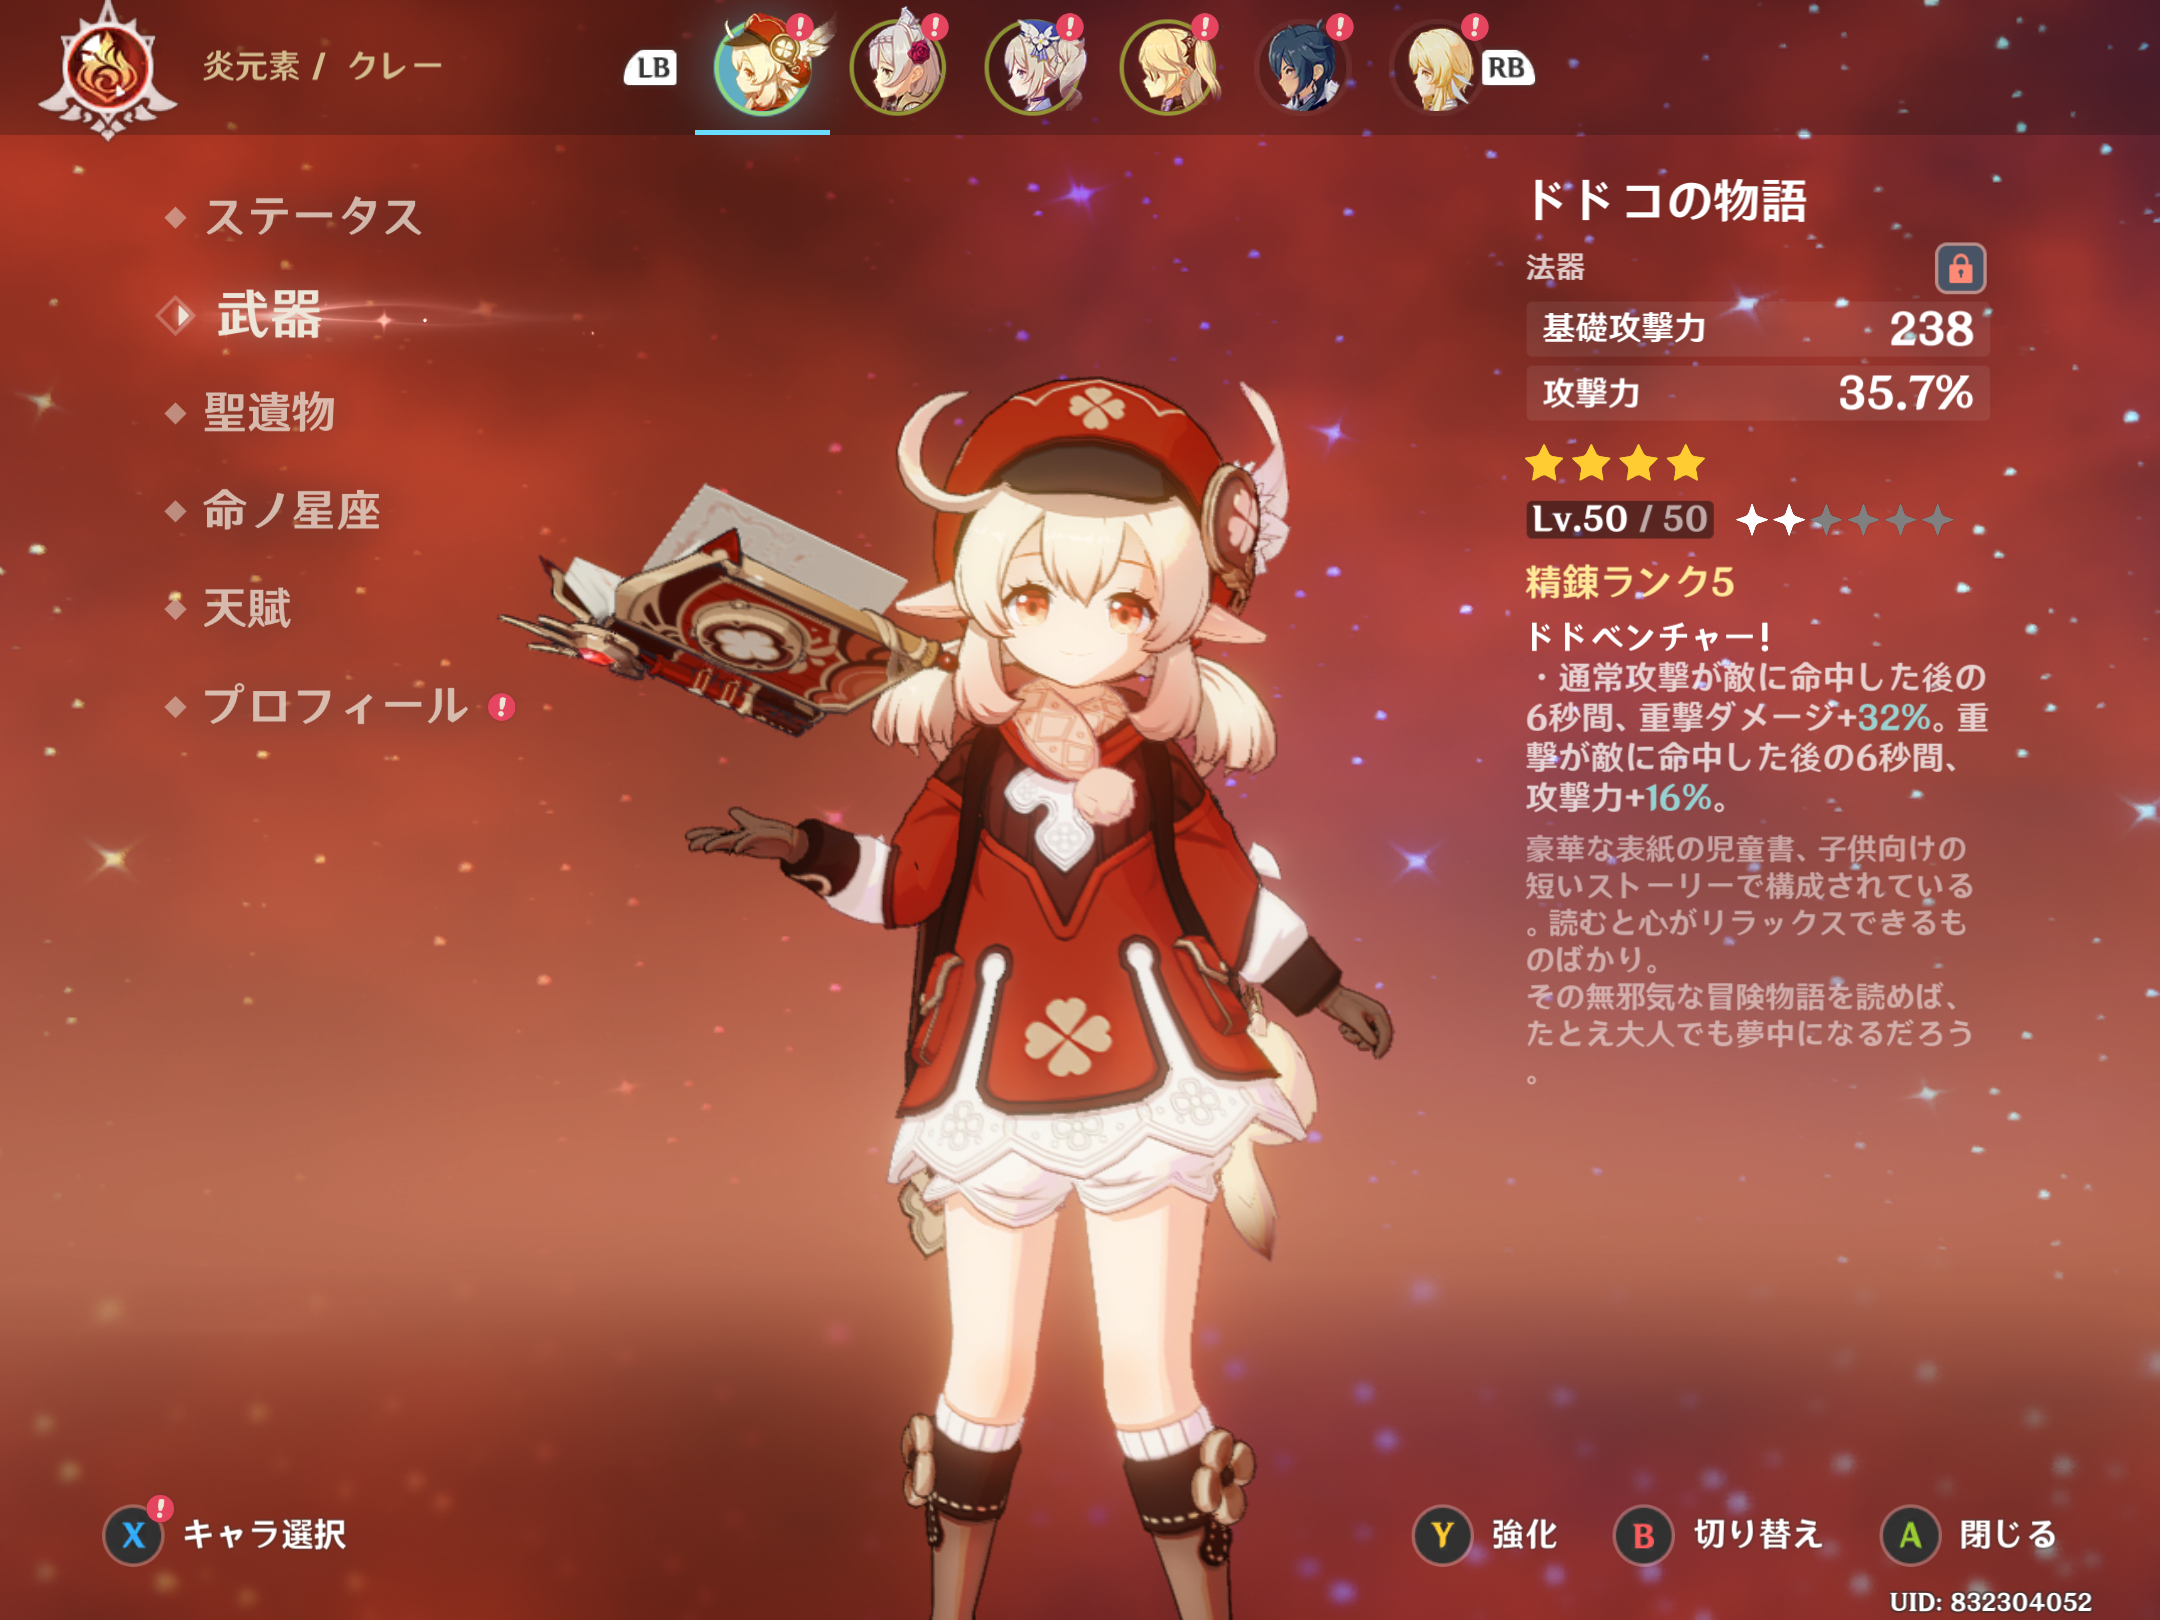 炎元素 / クレー
LB
RB
ステータス
武器
聖遺物
命ノ星座
天賦
プロフィール
ドドコの物語
法器
基礎攻撃力 238
攻撃力 35.7%
Lv.50 / 50
精錬ランク5
ドドベンチャー!
・通常攻撃が敵に命中した後の
6秒間、重撃ダメージ+32%。重
撃が敵に命中した後の6秒間、
攻撃力+16%。
豪華な表紙の児童書、子供向けの
短いストーリーで構成されている
。読むと心がリラックスできるも
のばかり。
その無邪気な冒険物語を読めば、
たとえ大人でも夢中になるだろう
。
X キャラ選択
Y 強化
B 切り替え
A 閉じる
UID: 832304052